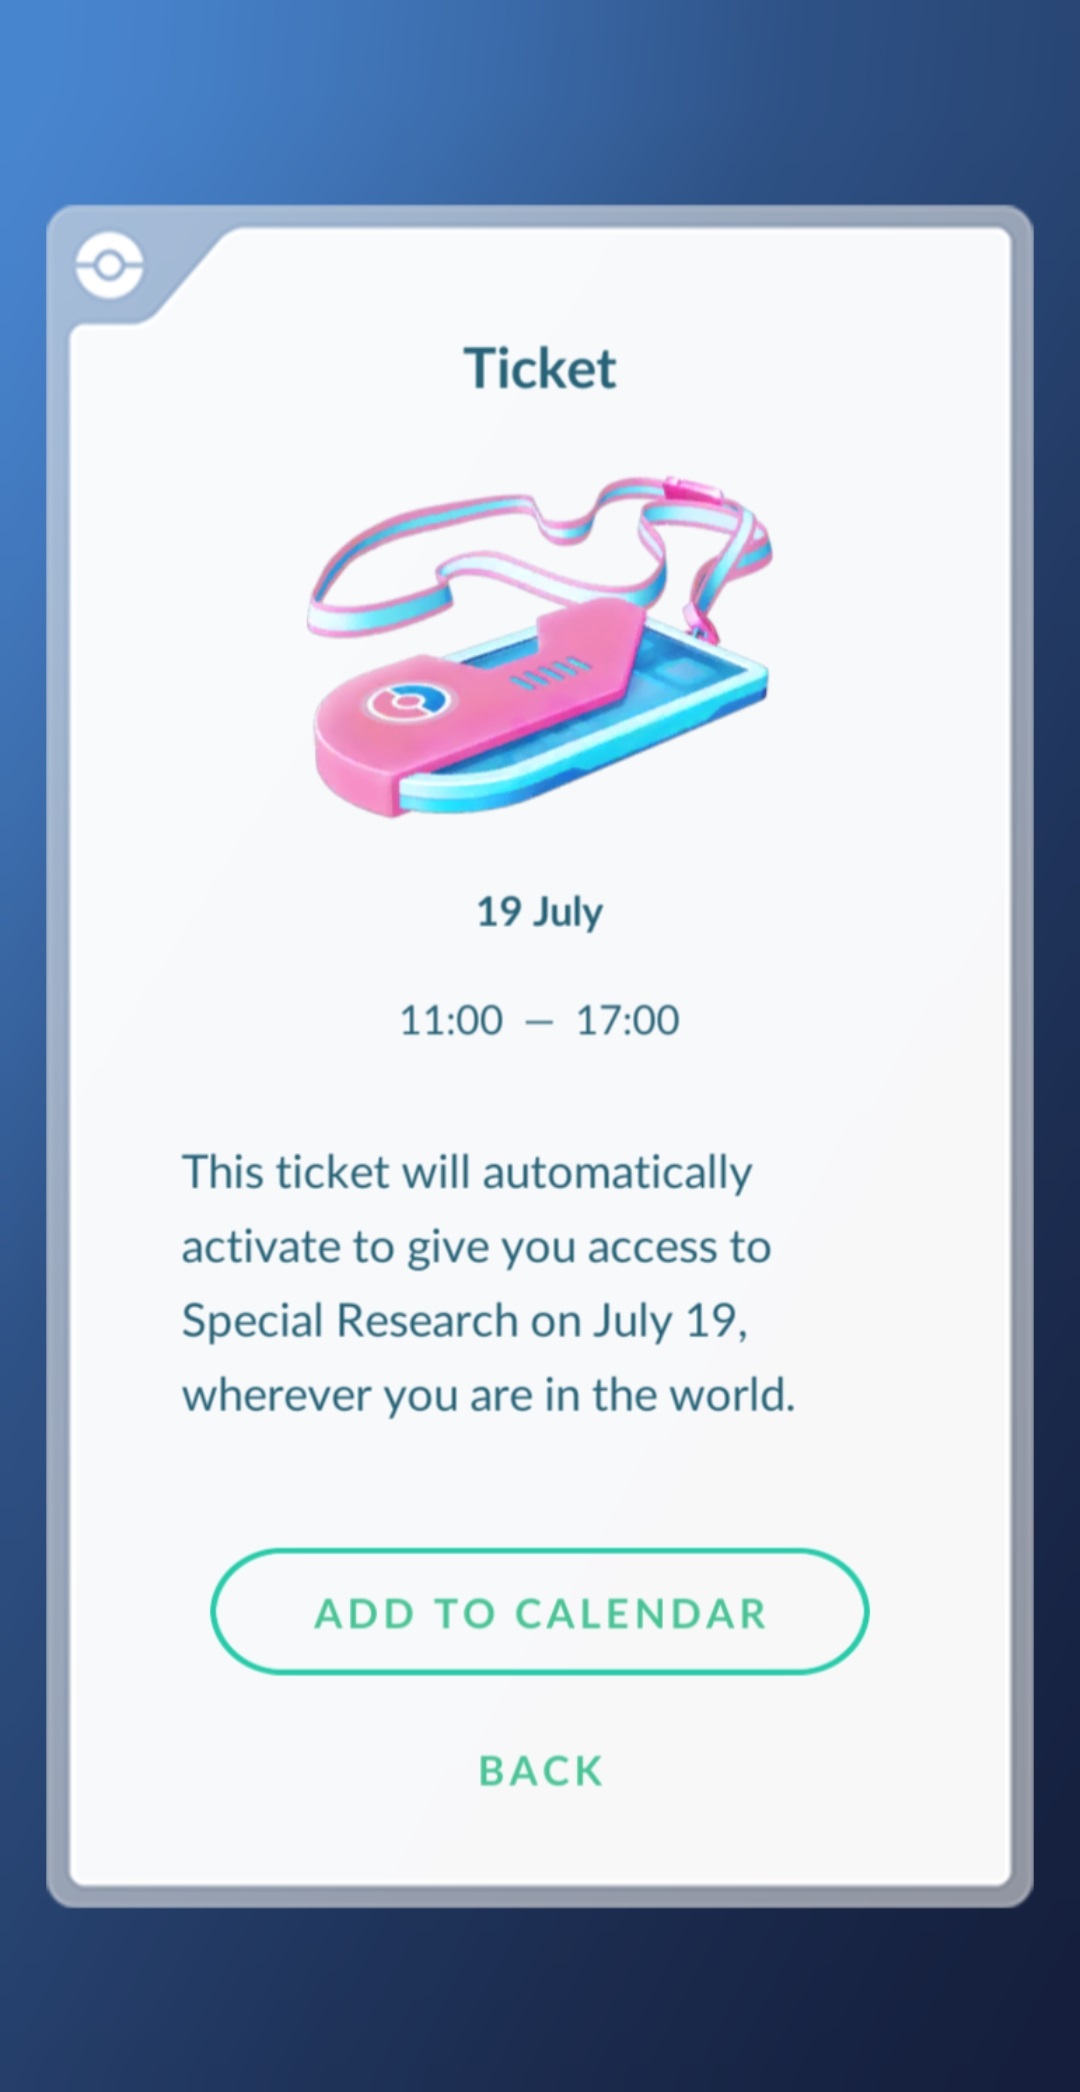 Ticket
19 July
11:00 — 17:00
This ticket will automatically
activate to give you access to
Special Research on July 19,
wherever you are in the world.
ADD TO CALENDAR
BACK